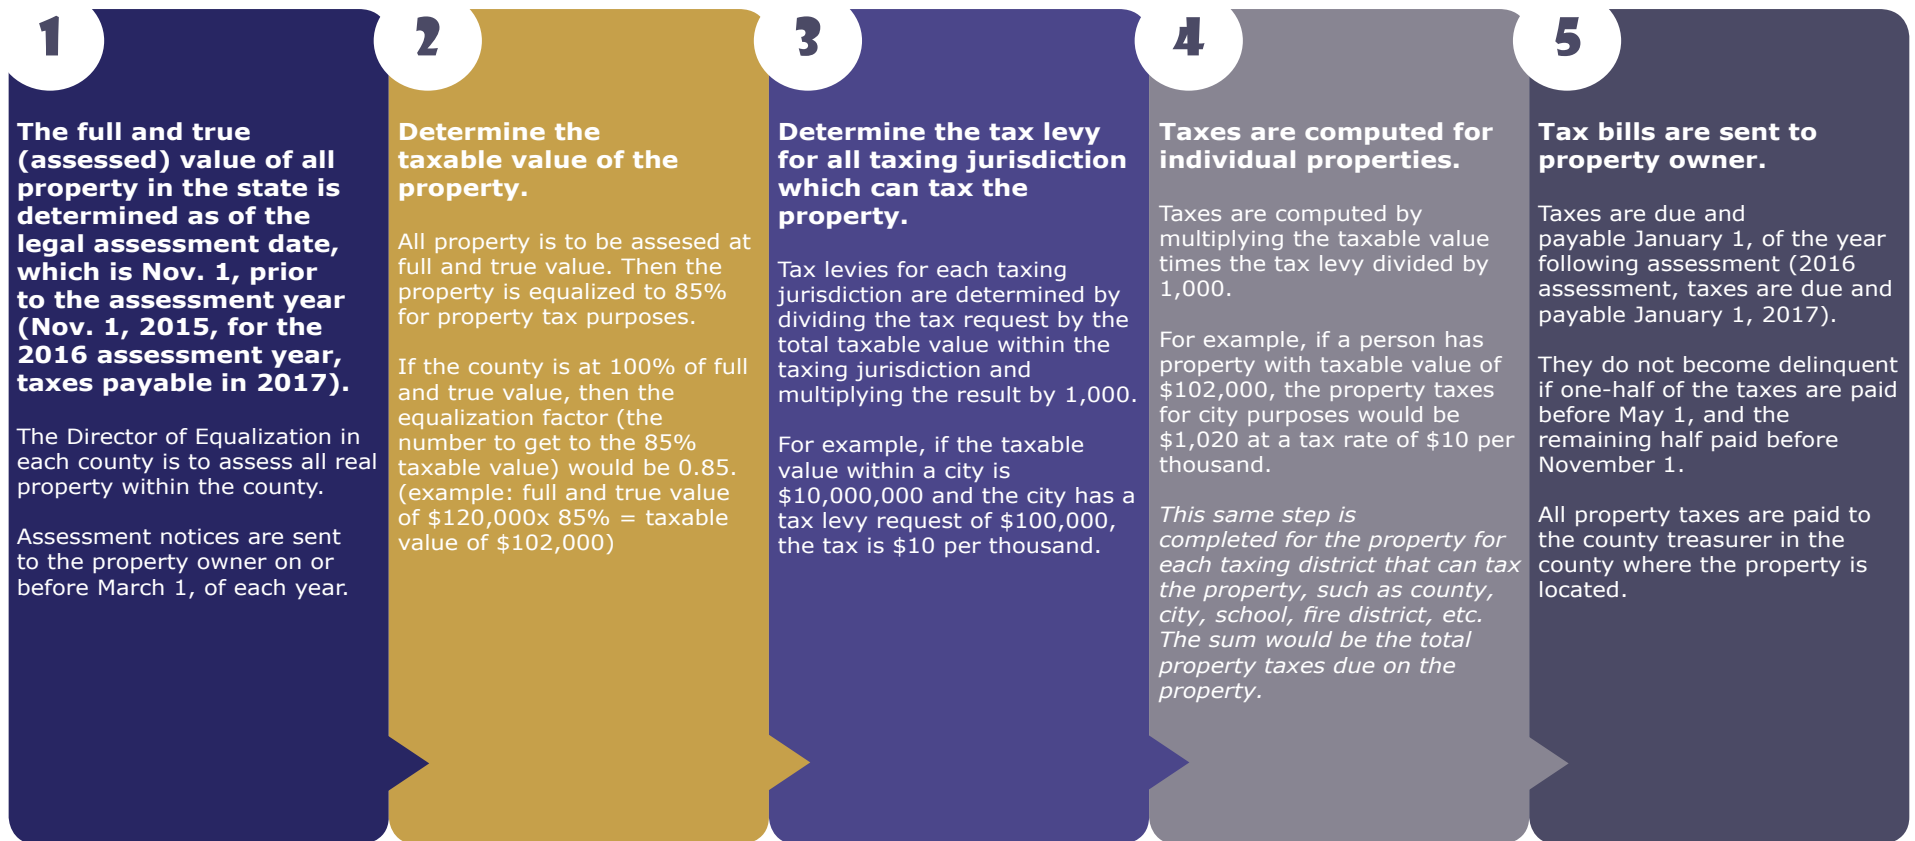 1
The full and true
(assessed) value of all
property in the state is
determined as of the
legal assessment date,
which is Nov. 1, prior
to the assessment year
(Nov. 1, 2015, for the
2016 assessment year,
taxes payable in 2017).
The Director of Equalization in
each county is to assess all real
property within the county.
Assessment notices are sent
to the property owner on or
before March 1, of each year.
2
Determine the
taxable value of the
property.
All property is to be assesed at
full and true value. Then the
property is equalized to 85%
for property tax purposes.
If the county is at 100% of full
and true value, then the
equalization factor (the
number to get to the 85%
taxable value) would be 0.85.
(example: full and true value
of $120,000x 85% = taxable
value of $102,000)
3
Determine the tax levy
for all taxing jurisdiction
which can tax the
property.
Tax levies for each taxing
jurisdiction are determined by
dividing the tax request by the
total taxable value within the
taxing jurisdiction and
multiplying the result by 1,000.
For example, if the taxable
value within a city is
$10,000,000 and the city has a
tax levy request of $100,000,
the tax is $10 per thousand.
4
Taxes are computed for
individual properties.
Taxes are computed by
multiplying the taxable value
times the tax levy divided by
1,000.
For example, if a person has
property with taxable value of
$102,000, the property taxes
for city purposes would be
$1,020 at a tax rate of $10 per
thousand.
This same step is
completed for the property for
each taxing district that can tax
the property, such as county,
city, school, fire district, etc.
The sum would be the total
property taxes due on the
property.
5
Tax bills are sent to
property owner.
Taxes are due and
payable January 1, of the year
following assessment (2016
assessment, taxes are due and
payable January 1, 2017).
They do not become delinquent
if one-half of the taxes are paid
before May 1, and the
remaining half paid before
November 1.
All property taxes are paid to
the county treasurer in the
county where the property is
located.